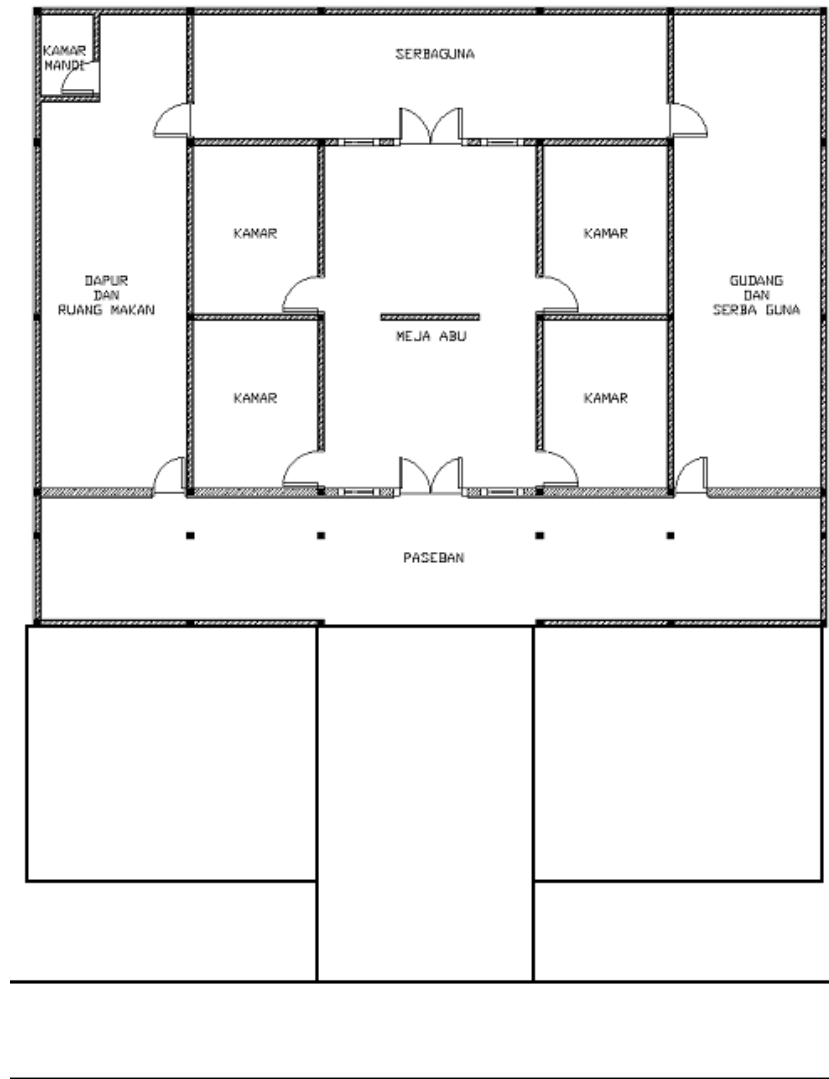 KAMAR
MANDI
SERBAGUNA
KAMAR
KAMAR
DAPUR
DAN
RUANG MAKAN
GUDANG
DAN
SERBA GUNA
MEJA ABU
KAMAR
KAMAR
PASEBAN